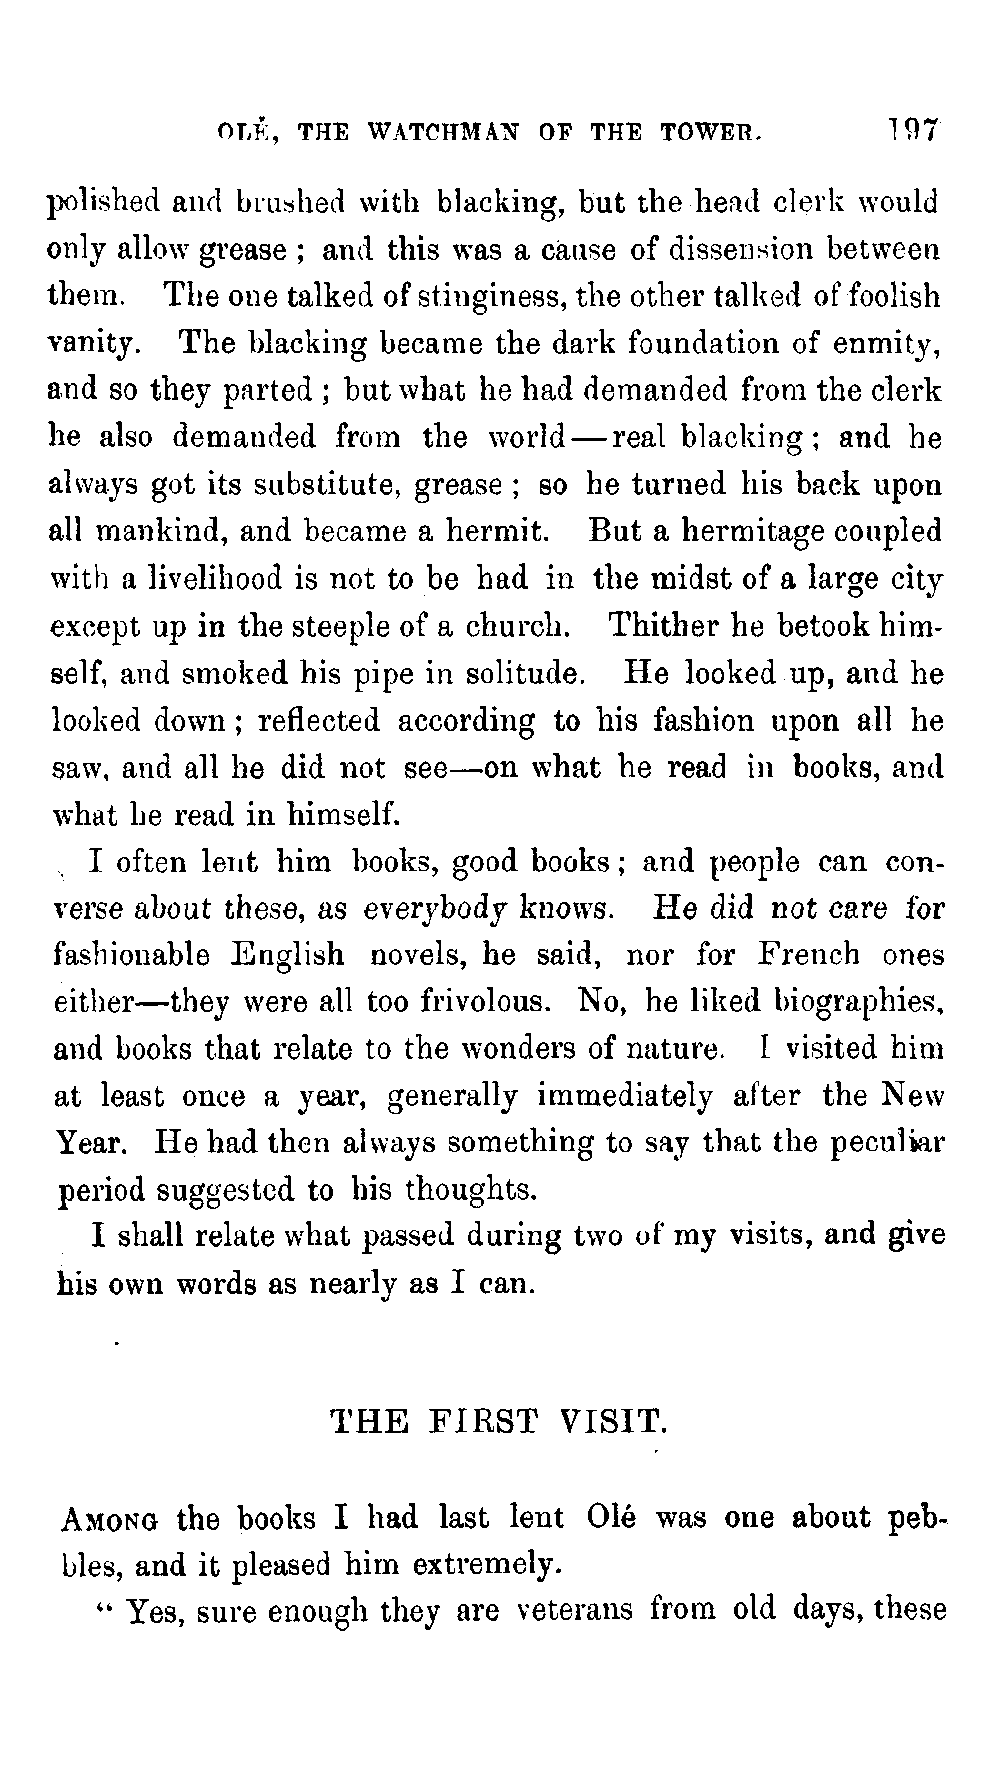 OLÉ, THE WATCHMAN OF THE TOWER. 197
polished and brushed with blacking, but the head clerk would
only allow grease ; and this was a cause of dissension between
them. The one talked of stinginess, the other talked of foolish
vanity. The blacking became the dark foundation of enmity,
and so they parted ; but what he had demanded from the clerk
he also demanded from the world—real blacking ; and he
always got its substitute, grease ; so he turned his back upon
all mankind, and became a hermit. But a hermitage coupled
with a livelihood is not to be had in the midst of a large city
except up in the steeple of a church. Thither he betook him-
self, and smoked his pipe in solitude. He looked up, and he
looked down ; reflected according to his fashion upon all he
saw, and all he did not see—on what he read in books, and
what he read in himself.
I often lent him books, good books ; and people can con-
verse about these, as everybody knows. He did not care for
fashionable English novels, he said, nor for French ones
either—they were all too frivolous. No, he liked biographies,
and books that relate to the wonders of nature. I visited him
at least once a year, generally immediately after the New
Year. He had then always something to say that the peculiar
period suggested to his thoughts.
I shall relate what passed during two of my visits, and give
his own words as nearly as I can.
THE FIRST VISIT.
AMONG the books I had last lent Olé was one about peb-
bles, and it pleased him extremely.
“ Yes, sure enough they are veterans from old days, these